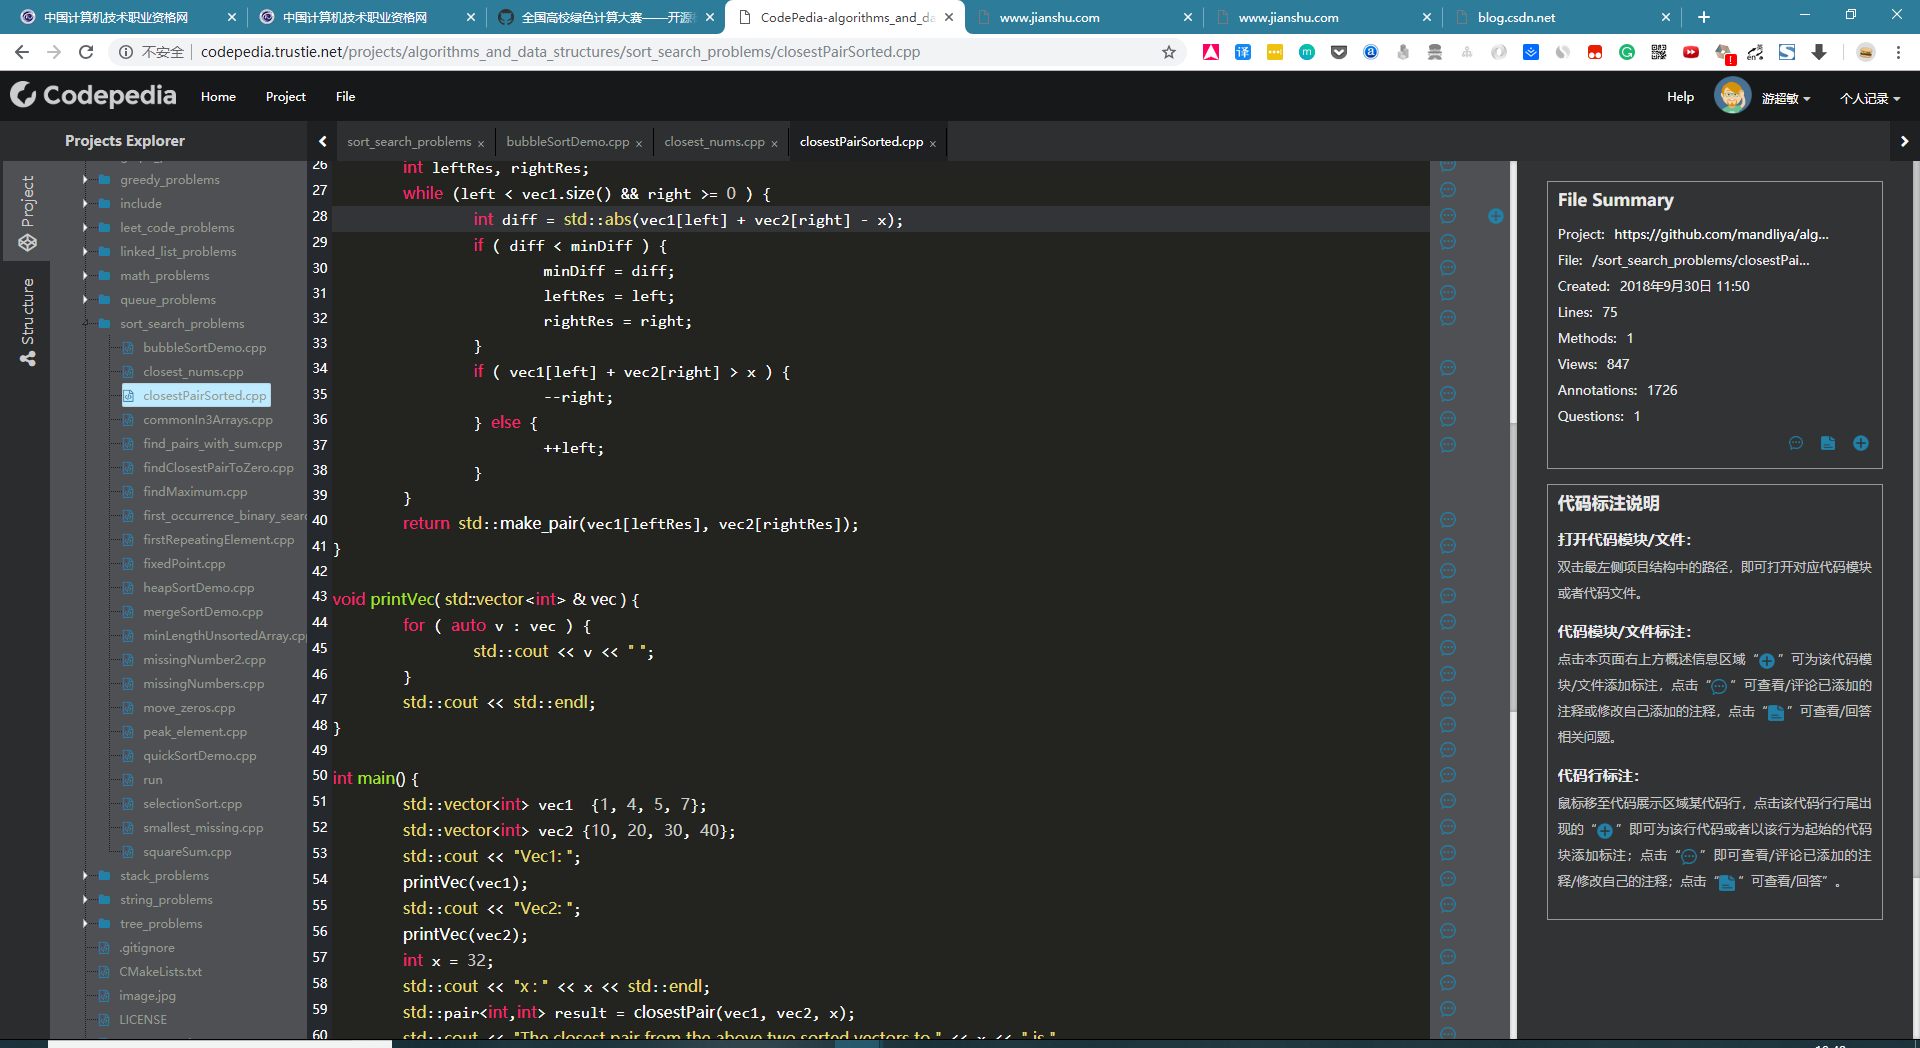 中国计算机技术职业资格网
中国计算机技术职业资格网
全国高校绿色计算大赛——开源
CodePedia-algorithms_and_da
www.jianshu.com
www.jianshu.com
blog.csdn.net
不安全 codepedia.trustie.net/projects/algorithms_and_data_structures/sort_search_problems/closestPairSorted.cpp
Codepedia Home Project File Help 游超敏 个人记录
Projects Explorer
sort_search_problems × bubbleSortDemo.cpp × closest_nums.cpp × closestPairSorted.cpp ×
Project
Structure
greedy_problems
include
leet_code_problems
linked_list_problems
math_problems
queue_problems
sort_search_problems
bubbleSortDemo.cpp
closest_nums.cpp
closestPairSorted.cpp
commonIn3Arrays.cpp
find_pairs_with_sum.cpp
findClosestPairToZero.cpp
findMaximum.cpp
first_occurrence_binary_searc
firstRepeatingElement.cpp
fixedPoint.cpp
heapSortDemo.cpp
mergeSortDemo.cpp
minLengthUnsortedArray.cpp
missingNumber2.cpp
missingNumbers.cpp
move_zeros.cpp
peak_element.cpp
quickSortDemo.cpp
run
selectionSort.cpp
smallest_missing.cpp
squareSum.cpp
stack_problems
string_problems
tree_problems
.gitignore
CMakeLists.txt
image.jpg
LICENSE
26 int leftRes, rightRes;
27 while (left < vec1.size() && right >= 0 ) {
28 int diff = std::abs(vec1[left] + vec2[right] - x);
29 if ( diff < minDiff ) {
30 minDiff = diff;
31 leftRes = left;
32 rightRes = right;
33 }
34 if ( vec1[left] + vec2[right] > x ) {
35 --right;
36 } else {
37 ++left;
38 }
39 }
40 return std::make_pair(vec1[leftRes], vec2[rightRes]);
41 }
42
43 void printVec( std::vector<int> & vec ) {
44 for ( auto v : vec ) {
45 std::cout << v << " ";
46 }
47 std::cout << std::endl;
48 }
49
50 int main() {
51 std::vector<int> vec1 {1, 4, 5, 7};
52 std::vector<int> vec2 {10, 20, 30, 40};
53 std::cout << "Vec1: ";
54 printVec(vec1);
55 std::cout << "Vec2: ";
56 printVec(vec2);
57 int x = 32;
58 std::cout << "x : " << x << std::endl;
59 std::pair<int,int> result = closestPair(vec1, vec2, x);
60 std::cout << "The closest pair from the above two sorted vectors to " << x << " is "
File Summary
Project: https://github.com/mandliya/alg...
File: /sort_search_problems/closestPai...
Created: 2018年9月30日 11:50
Lines: 75
Methods: 1
Views: 847
Annotations: 1726
Questions: 1
代码标注说明
打开代码模块/文件：
双击最左侧项目结构中的路径，即可打开对应代码模块
或者代码文件。
代码模块/文件标注：
点击本页面右上方概述信息区域“ ”可为该代码模
块/文件添加标注，点击“ ”可查看/评论已添加的
注释或修改自己添加的注释，点击“ ”可查看/回答
相关问题。
代码行标注：
鼠标移至代码展示区域某代码行，点击该代码行行尾出
现的“ ”即可为该行代码或者以该行为起始的代码
块添加标注；点击“ ”即可查看/评论已添加的注
释/修改自己的注释；点击“ ”可查看/回答”。